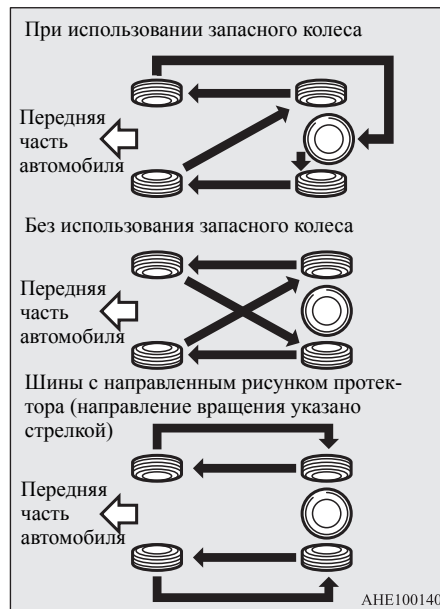 При использовании запасного колеса
Передняя
часть
автомобиля
Без использования запасного колеса
Передняя
часть
автомобиля
Шины с направленным рисунком протек-
тора (направление вращения указано
стрелкой)
Передняя
часть
автомобиля
AHE100140